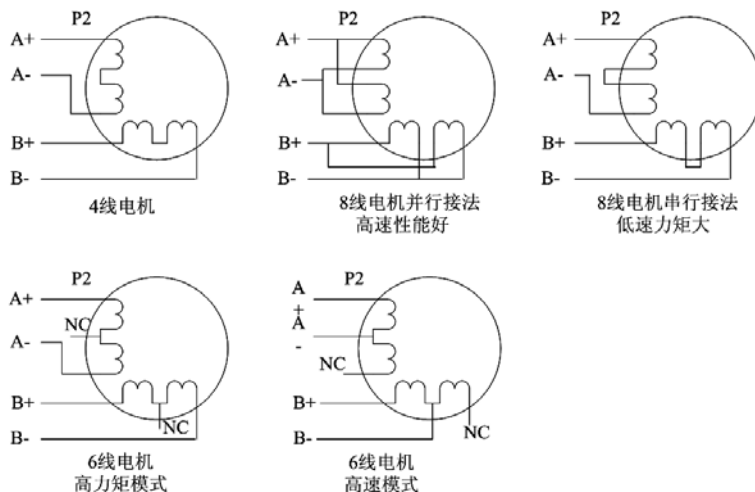 P2
A+
A-
B+
B-
4线电机
P2
A+
A-
B+
B-
8线电机并行接法
高速性能好
P2
A+
A-
B+
B-
8线电机串行接法
低速力矩大
P2
A+
NC
A-
B+
NC
B-
6线电机
高力矩模式
P2
A
+
A
-
NC
B+
B-
NC
6线电机
高速模式